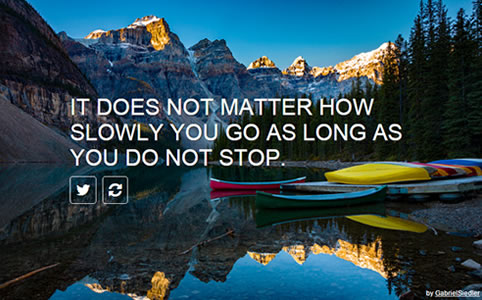 IT DOES NOT MATTER HOW
SLOWLY YOU GO AS LONG AS
YOU DO NOT STOP.
by GabrielSiedler